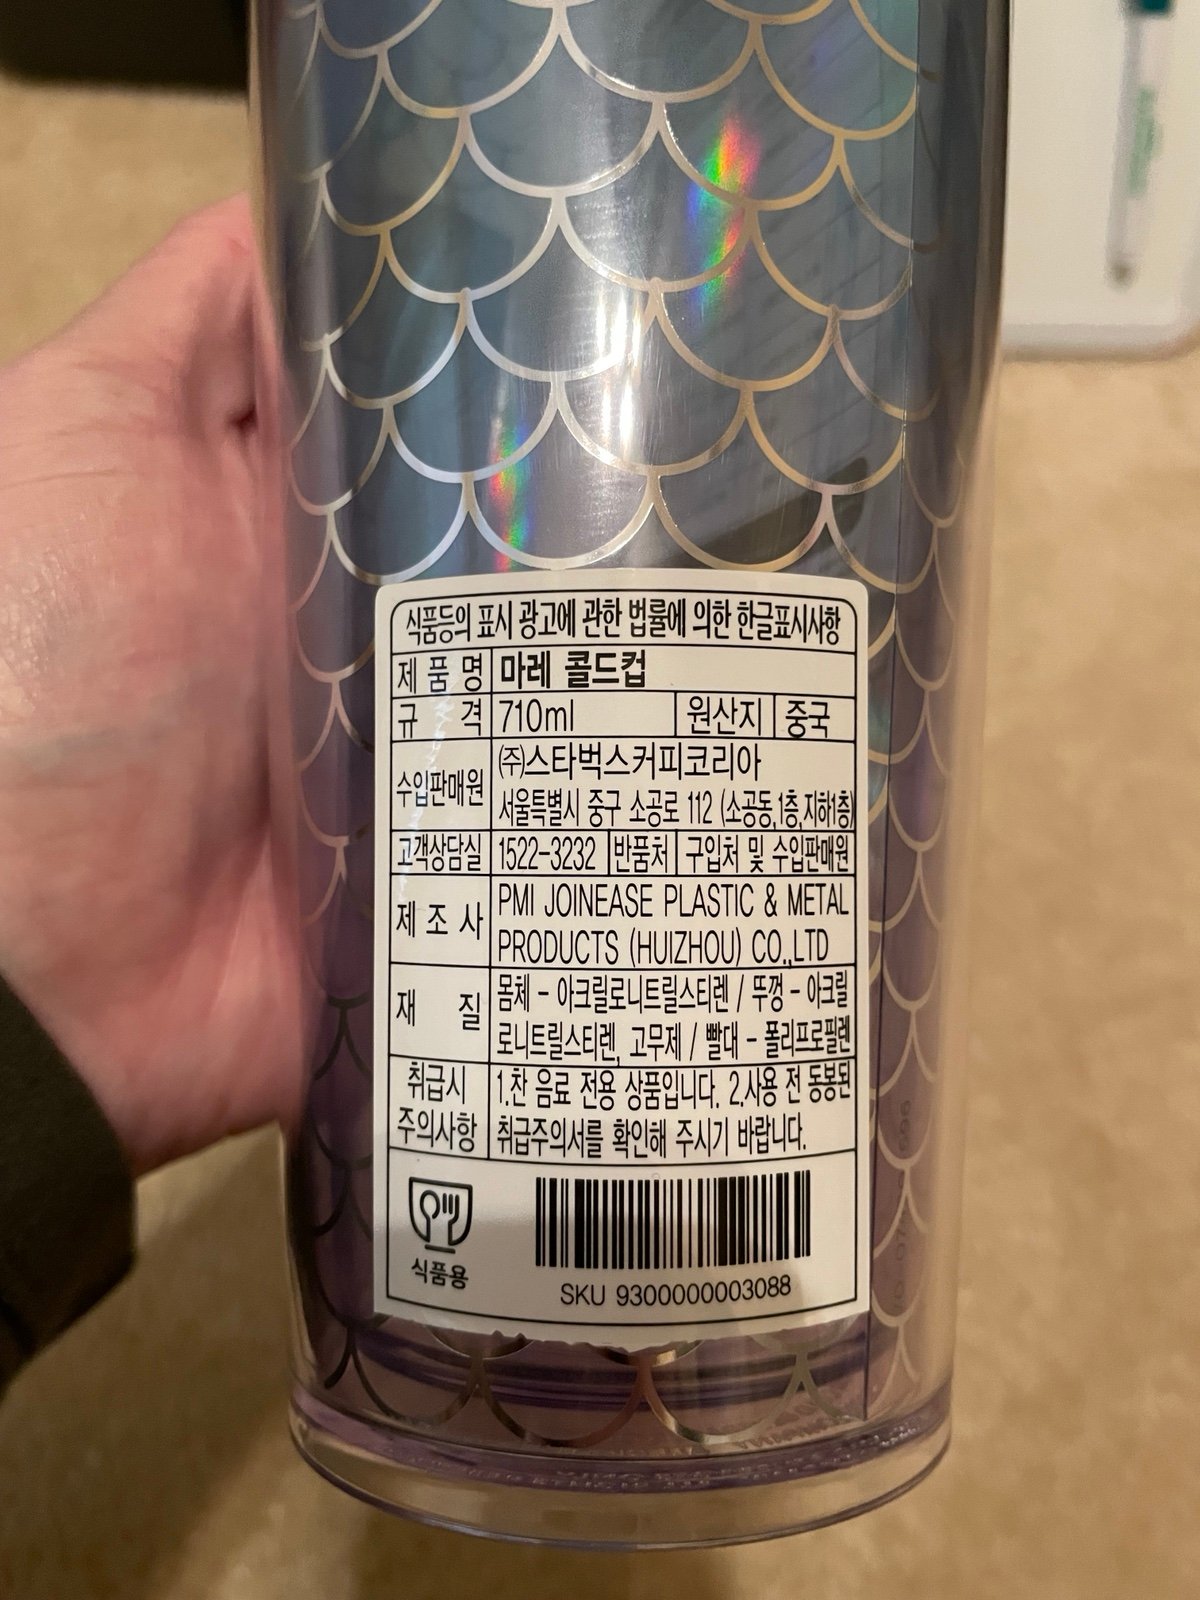 식품등의 표시 광고에 관한 법률에 의한 한글표시사항
제 품 명 마레 콜드컵
규 격 710ml 원산지 중국
수입판매원 ㈜스타벅스커피코리아
서울특별시 중구 소공로 112 (소공동,1층,지하1층)
고객상담실 1522-3232 반품처 구입처 및 수입판매원
제 조 사 PMI JOINEASE PLASTIC & METAL
PRODUCTS (HUIZHOU) CO.,LTD
재 질 몸체 - 아크릴로니트릴스티렌 / 뚜껑 - 아크릴
로니트릴스티렌, 고무제 / 빨대 - 폴리프로필렌
취급시 1.찬 음료 전용 상품입니다. 2.사용 전 동봉된
주의사항 취급주의서를 확인해 주시기 바랍니다.
식품용
SKU 9300000003088